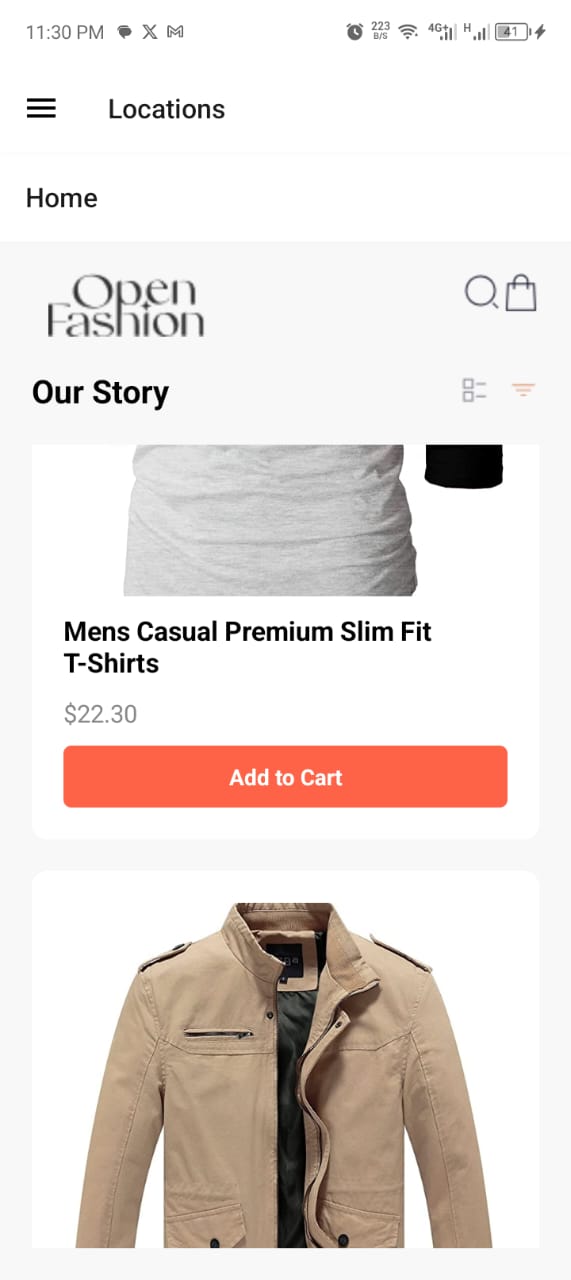 11:30 PM
223
B/S
4G+
H
41
Locations
Home
Open
Fashion
Our Story
Mens Casual Premium Slim Fit
T-Shirts
$22.30
Add to Cart